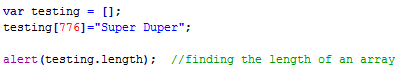 var testing = [];
testing[776]="Super Duper";
alert(testing.length);  //finding the length of an array